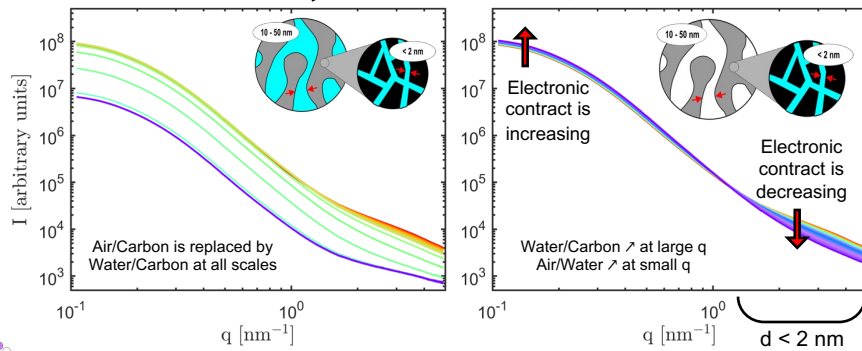 10 - 50 nm
< 2 nm
10⁸
10⁷
10⁶
10⁵
10⁴
10³
I [arbitrary units]
Air/Carbon is replaced by
Water/Carbon at all scales
10⁻¹
10⁰
q [nm⁻¹]
10 - 50 nm
< 2 nm
10⁸
10⁷
10⁶
10⁵
10⁴
10³
Electronic
contract is
increasing
Electronic
contract is
decreasing
Water/Carbon ↗ at large q
Air/Water ↗ at small q
10⁻¹
10⁰
q [nm⁻¹]
d < 2 nm